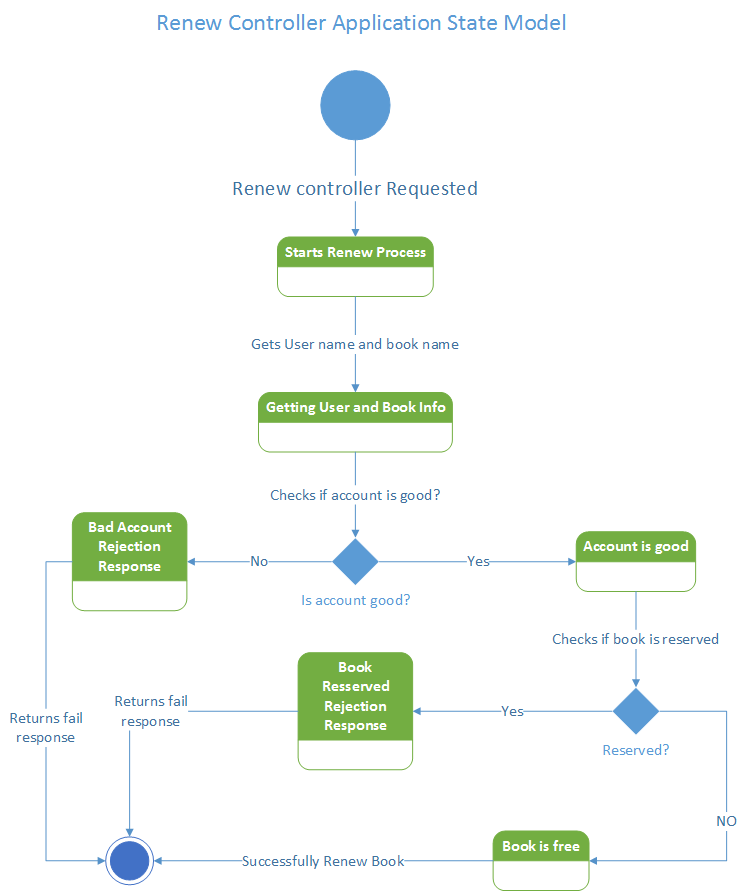 Renew Controller Application State Model
Renew controller Requested
Starts Renew Process
Gets User name and book name
Getting User and Book Info
Checks if account is good?
Bad Account
Rejection
Response
No
Yes
Account is good
Is account good?
Checks if book is reserved
Book
Resserved
Rejection
Response
Returns fail
response
Yes
Returns fail
response
Reserved?
NO
Book is free
Successfully Renew Book